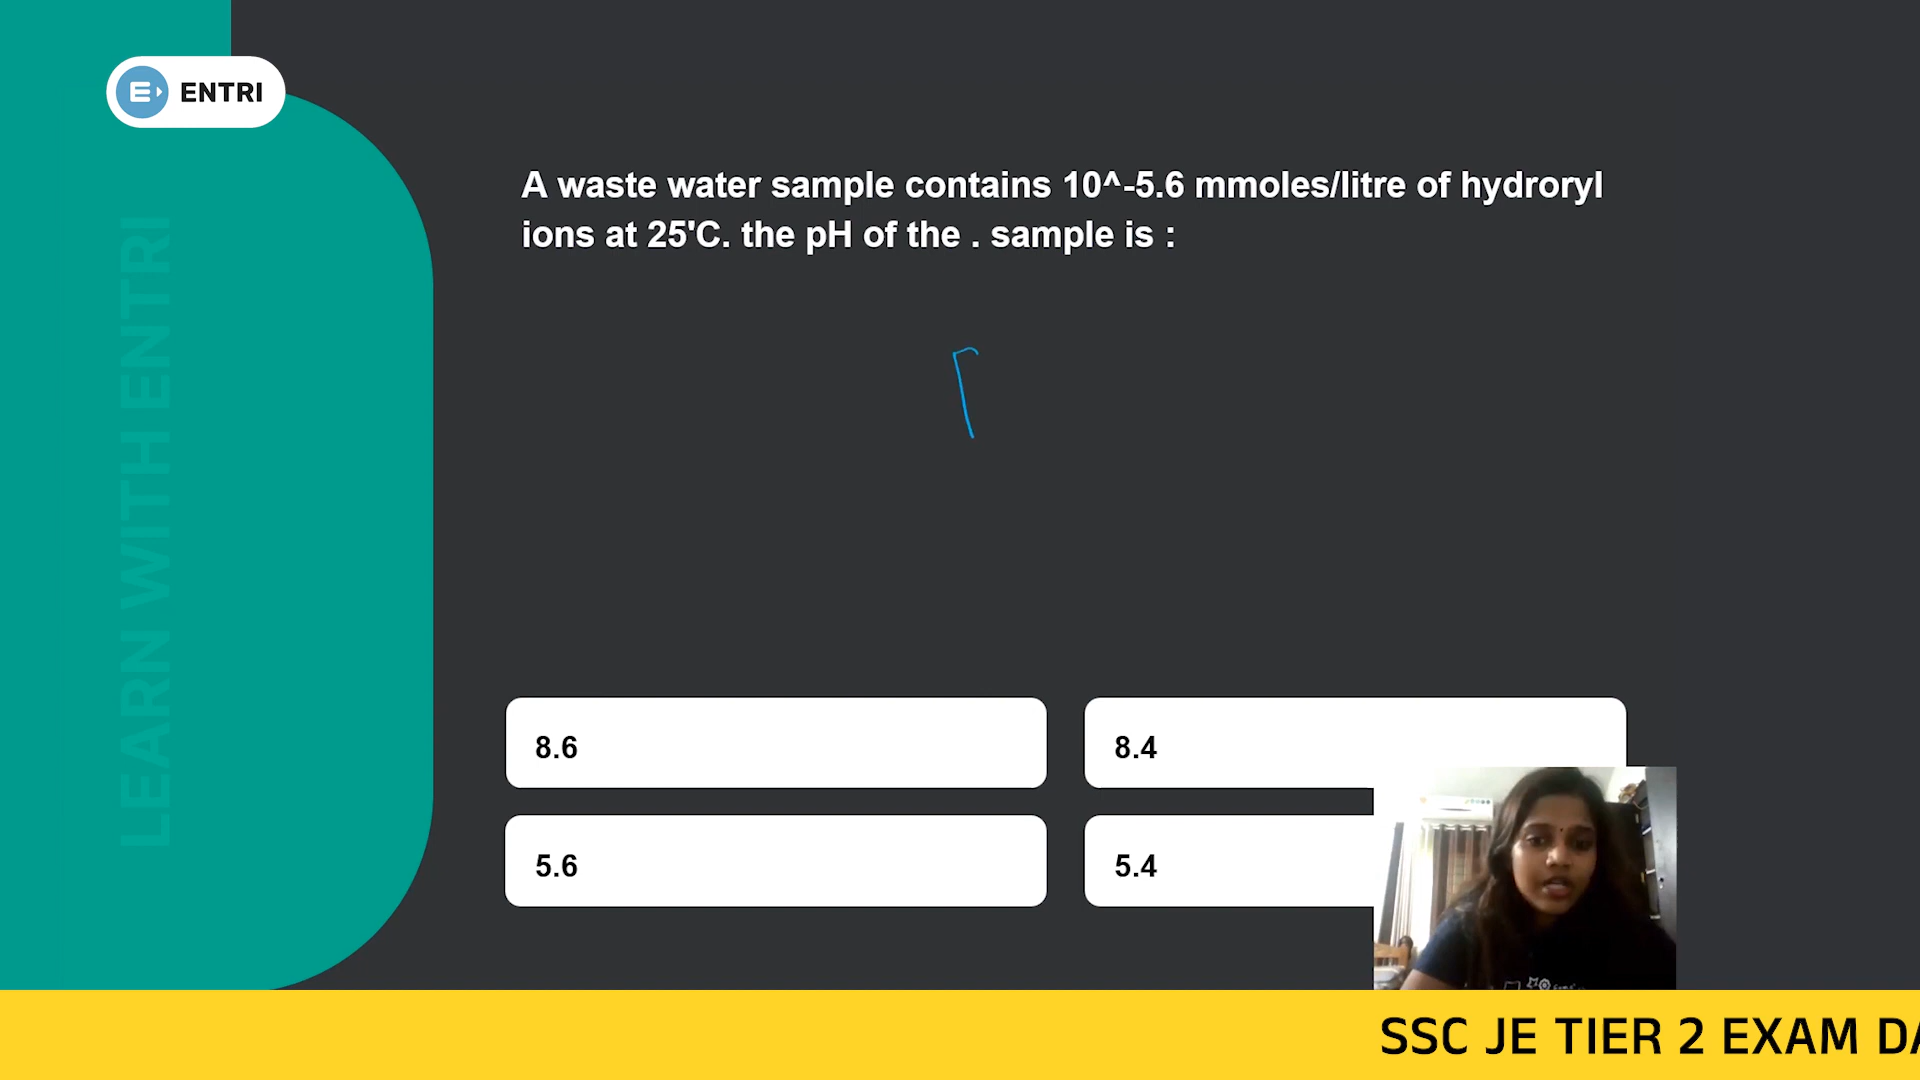 ENTRI
LEARN WITH ENTRI
A waste water sample contains 10^-5.6 mmoles/litre of hydroryl
ions at 25'C. the pH of the . sample is :
8.6
8.4
5.6
5.4
SSC JE TIER 2 EXAM DA